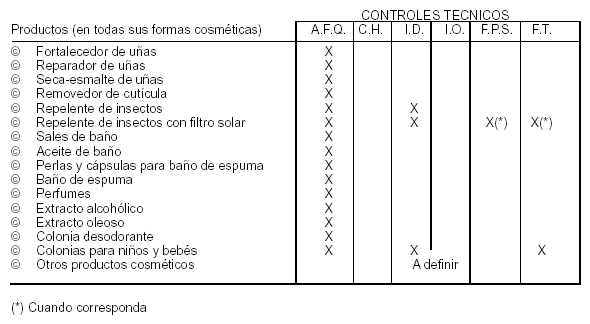 CONTROLES TECNICOS
Productos (en todas sus formas cosméticas) A.F.Q. C.H. I.D. I.O. F.P.S. F.T.
© Fortalecedor de uñas X
© Reparador de uñas X
© Seca-esmalte de uñas X
© Removedor de cutícula X
© Repelente de insectos X X
© Repelente de insectos con filtro solar X X X(*) X(*)
© Sales de baño X
© Aceite de baño X
© Perlas y cápsulas para baño de espuma X
© Baño de espuma X
© Perfumes X
© Extracto alcohólico X
© Extracto oleoso X
© Colonia desodorante X
© Colonias para niños y bebés X X X
© Otros productos cosméticos A definir
(*) Cuando corresponda